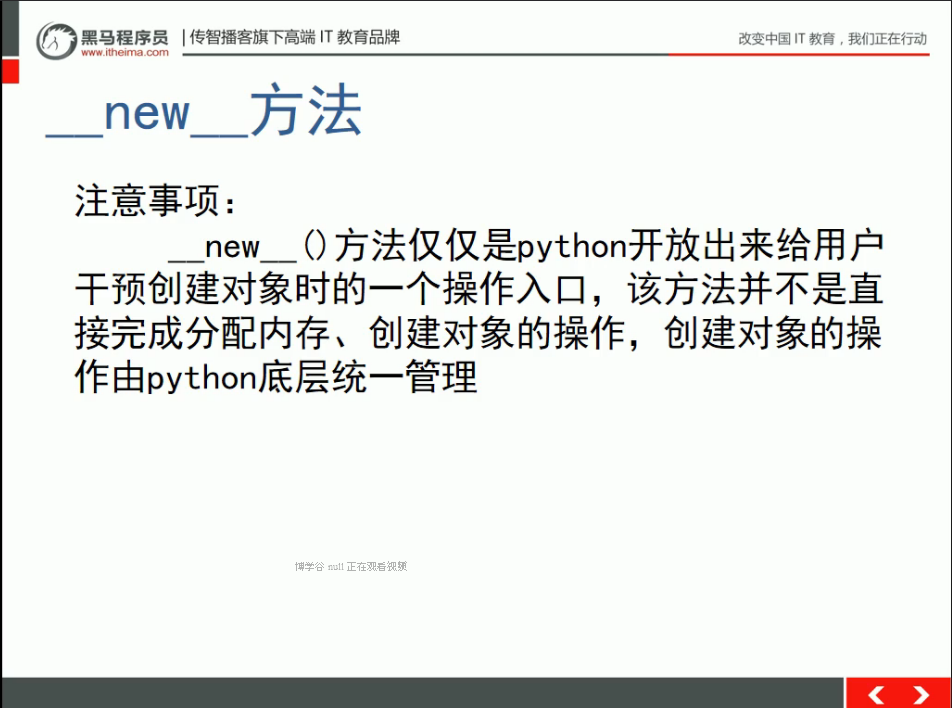 黑马程序员
www.itheima.com
传智播客旗下高端 IT 教育品牌
改变中国 IT 教育，我们正在行动
__new__方法
注意事项：
__new__()方法仅仅是python开放出来给用户
干预创建对象时的一个操作入口，该方法并不是直
接完成分配内存、创建对象的操作，创建对象的操
作由python底层统一管理
博学谷 null 正在观看视频